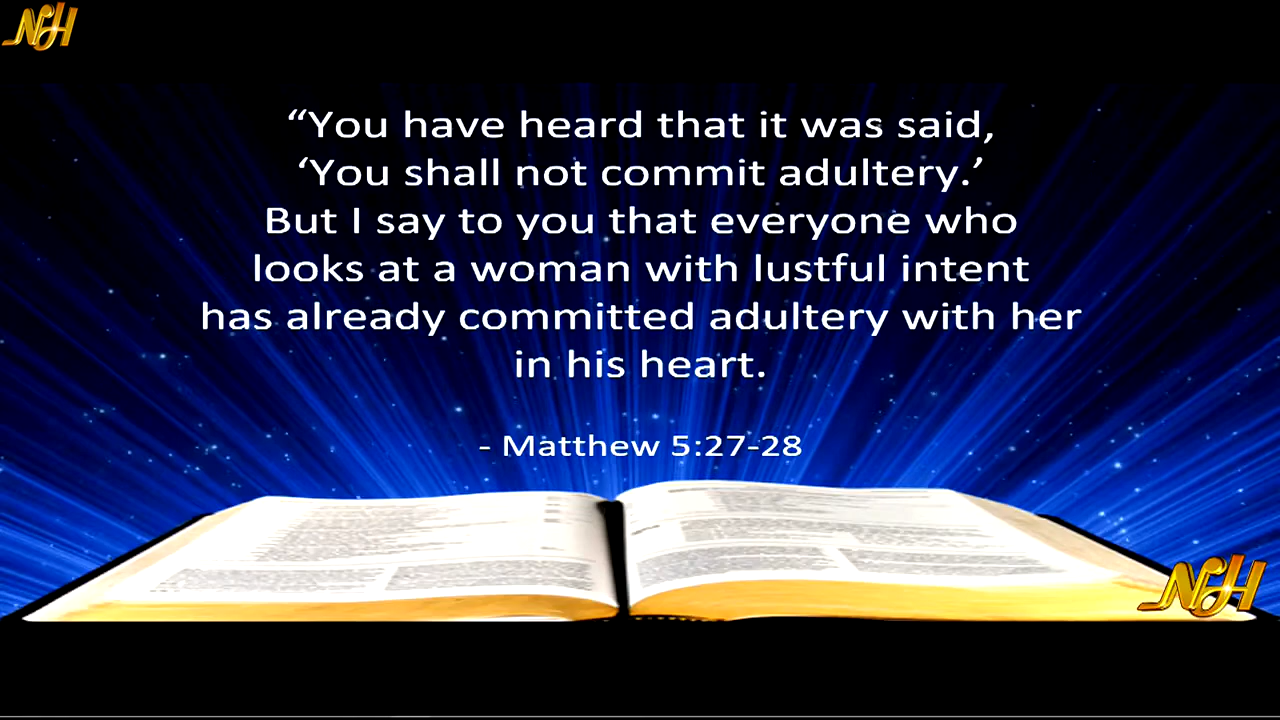 NH
“You have heard that it was said,
‘You shall not commit adultery.’
But I say to you that everyone who
looks at a woman with lustful intent
has already committed adultery with her
in his heart.
- Matthew 5:27-28
NH